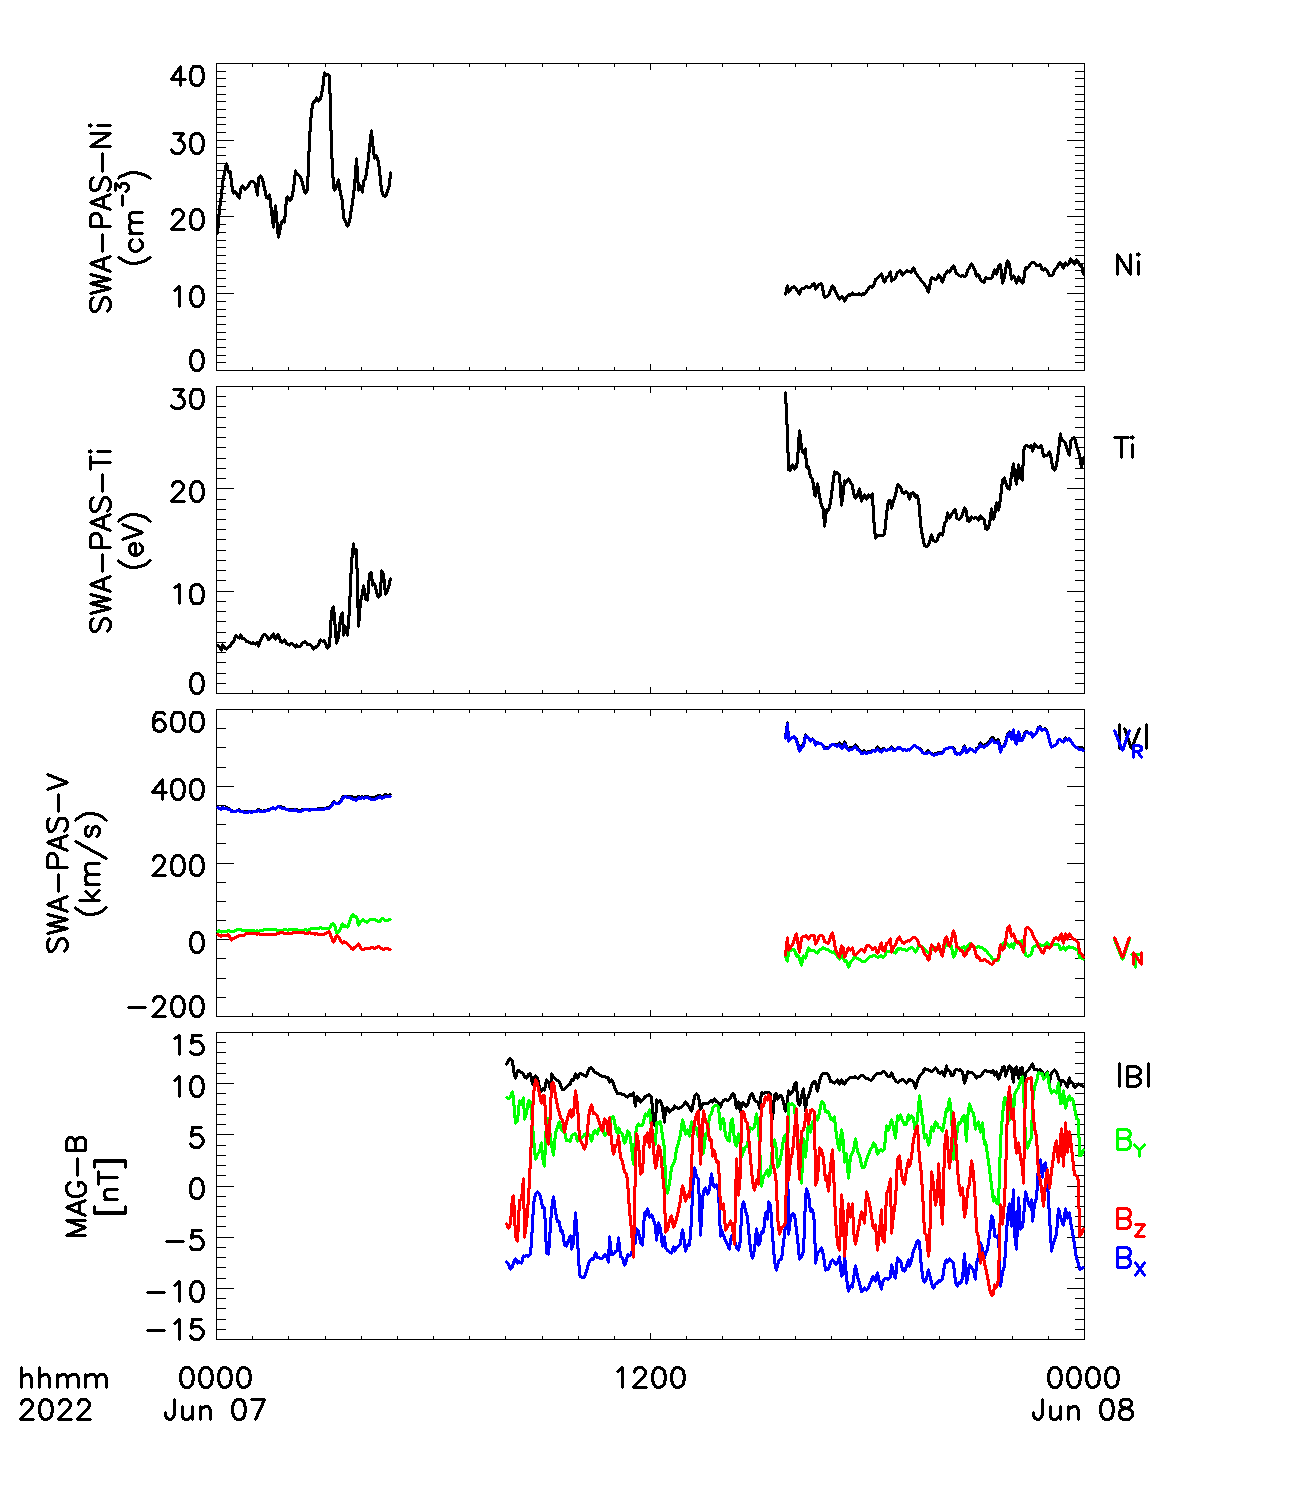 SWA-PAS-Ni
(cm⁻³)
40
30
20
10
0
Ni
SWA-PAS-Ti
(eV)
30
20
10
0
Ti
SWA-PAS-V
(km/s)
600
400
200
0
-200
|V|
V_R
V_N
MAG-B
[nT]
15
10
5
0
-5
-10
-15
|B|
B_Y
B_Z
B_X
hhmm 0000 1200 0000
2022 Jun 07 Jun 08